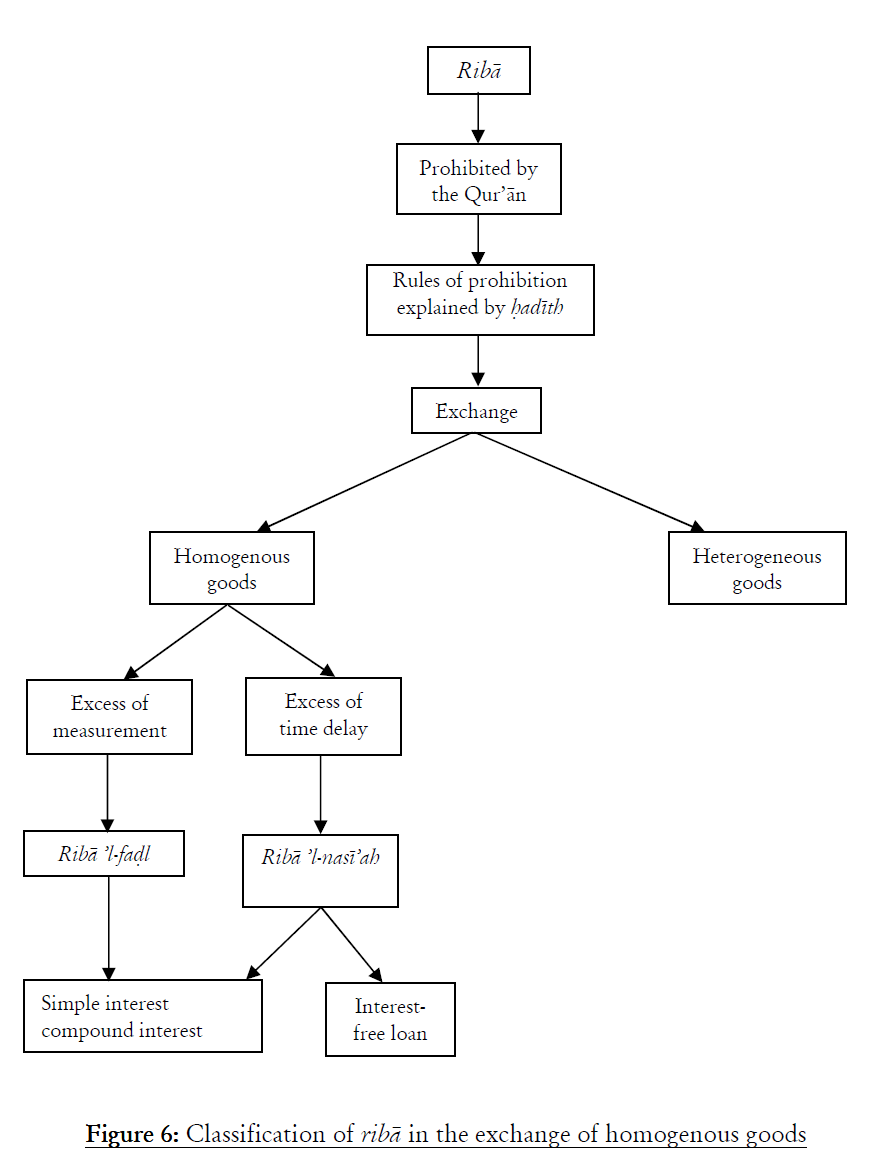 Ribā
Prohibited by
the Qur’ān
Rules of prohibition
explained by ḥadīth
Exchange
Homogenous
goods
Heterogeneous
goods
Excess of
measurement
Excess of
time delay
Ribā ’l-faḍl
Ribā ’l-nasī’ah
Simple interest
compound interest
Interest-
free loan
Figure 6: Classification of ribā in the exchange of homogenous goods